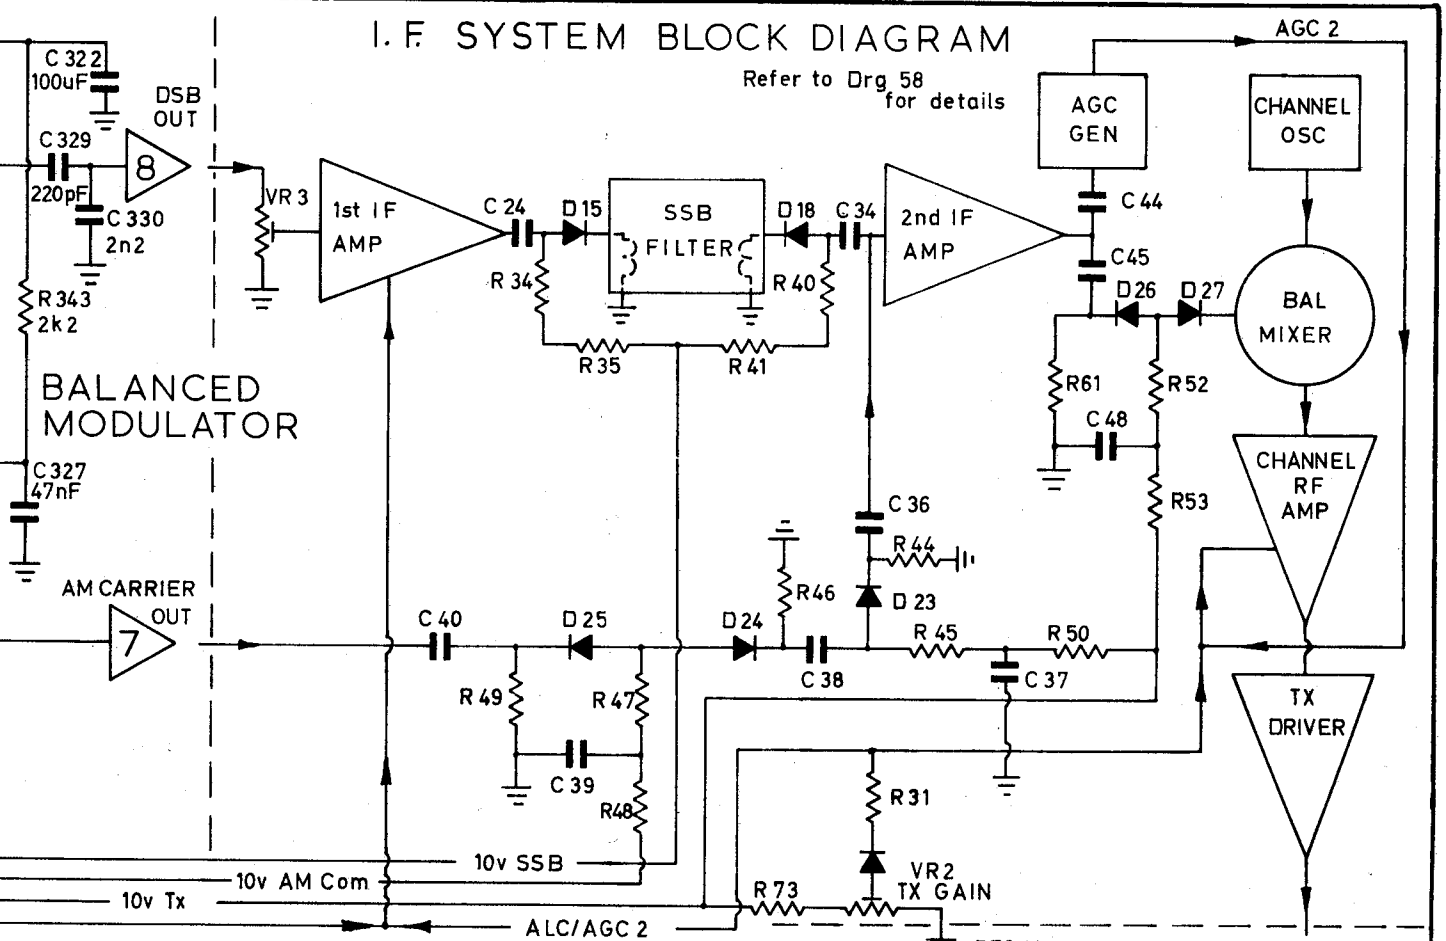 I.F. SYSTEM BLOCK DIAGRAM
Refer to Drg 58
for details
AGC 2
C 322
100uF
DSB
OUT
C 329
8
220pF
C 330
2n2
VR 3
1st IF
AMP
C 24
D 15
SSB
FILTER
D 18
C 34
2nd IF
AMP
AGC
GEN
CHANNEL
OSC
C 44
C 45
R 34
R 40
D 26
D 27
BAL
MIXER
R 343
2k2
R 35
R 41
R61
R 52
BALANCED
MODULATOR
C 48
C 327
47nF
CHANNEL
RF
AMP
C 36
R53
R 44
AM CARRIER
OUT
7
R 46
D 23
C 40
D 25
D 24
R 45
R 50
C 38
C 37
R 49
R 47
TX
DRIVER
C 39
R48
R 31
10v SSB
10v AM Com
10v Tx
R 73
VR2
TX GAIN
ALC/AGC 2